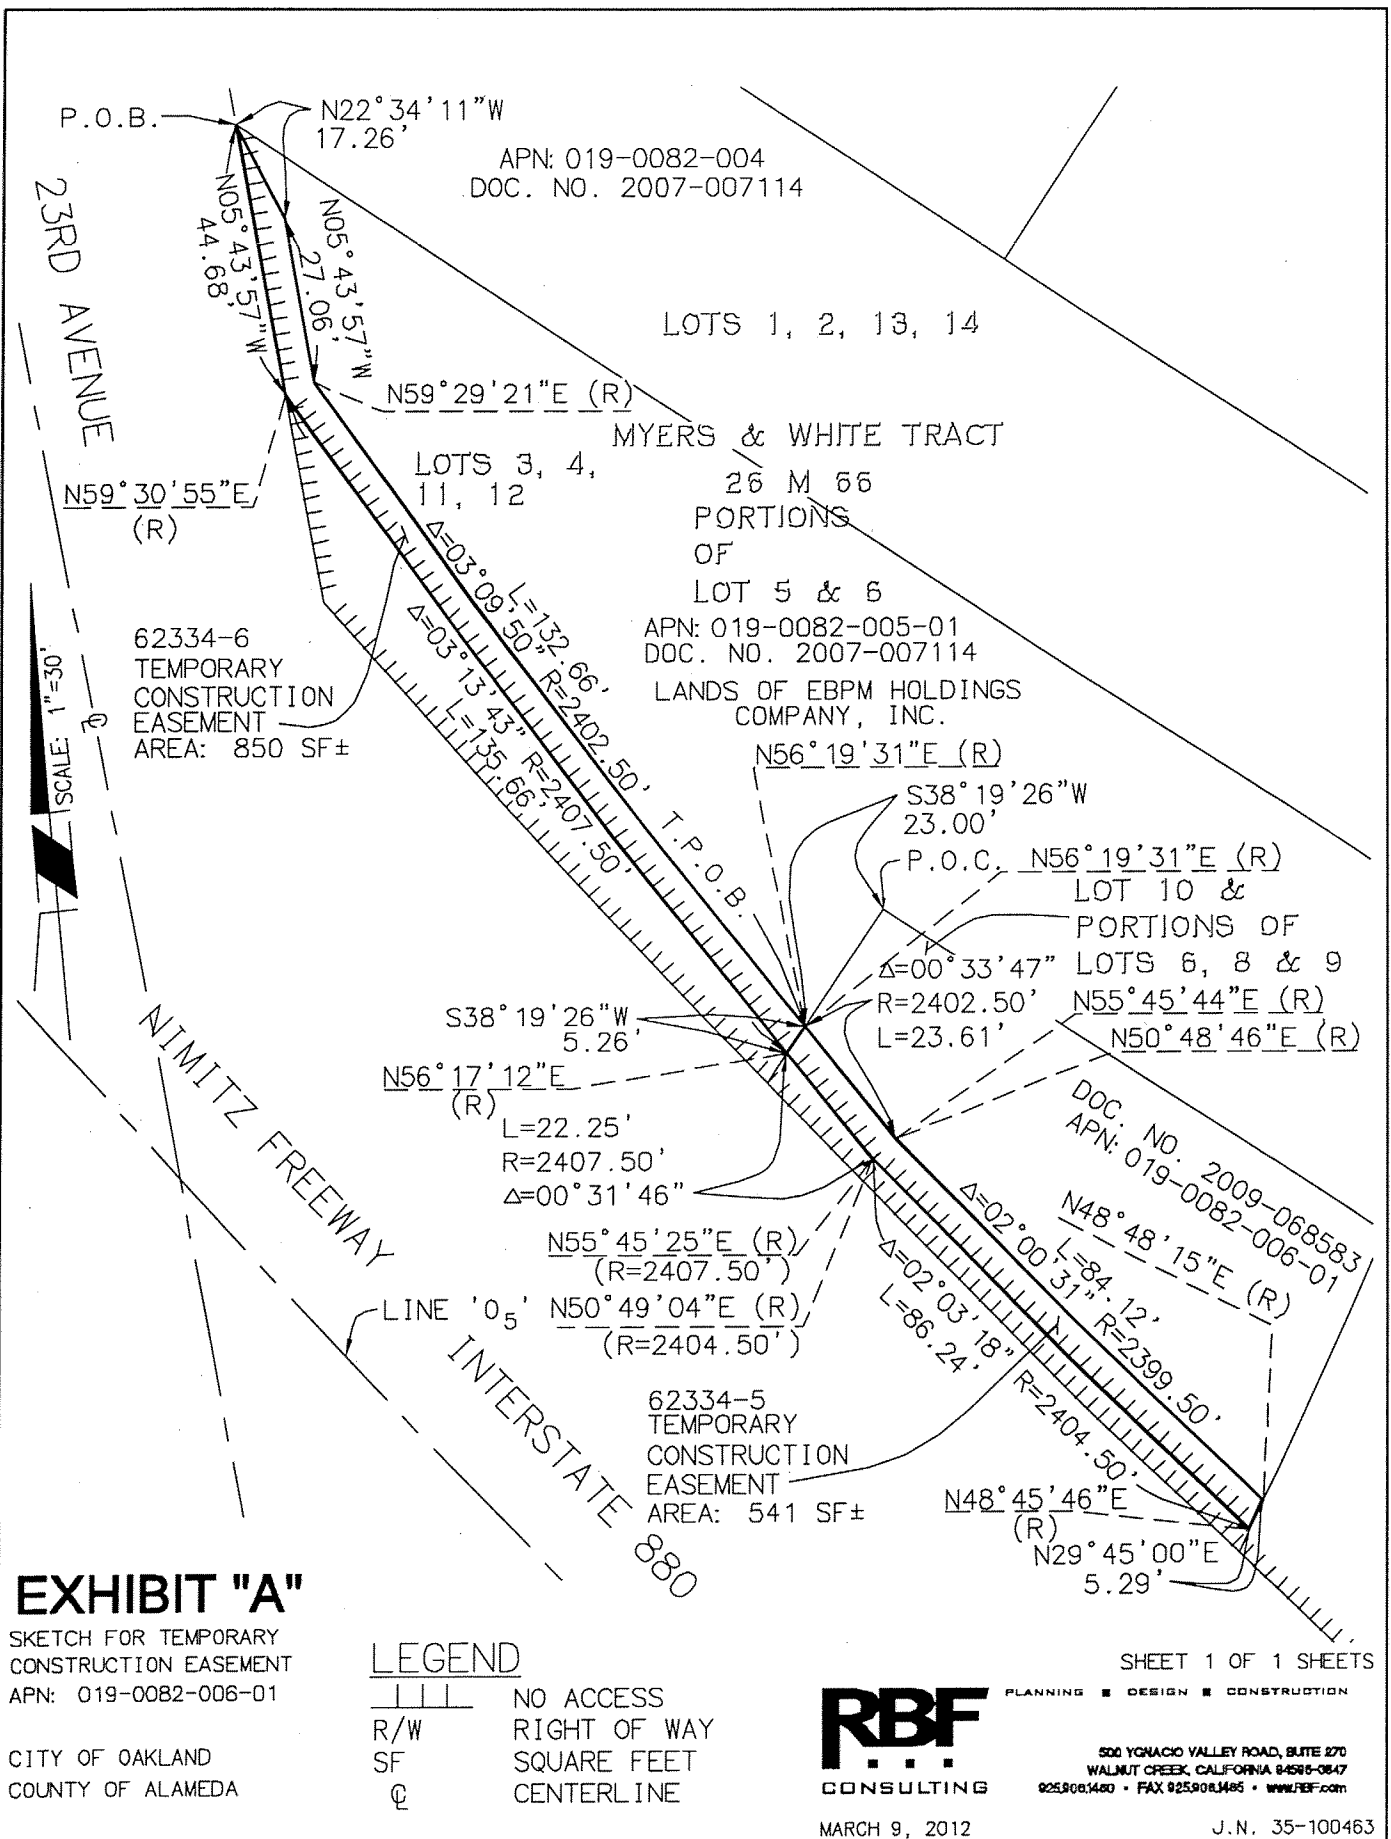 P.O.B.
N22°34'11"W
17.26'
APN: 019-0082-004
DOC. NO. 2007-007114
23RD AVENUE
N05°43'57"W
44.68'
N05°43'57"W
27.06'
LOTS 1, 2, 13, 14
N59°29'21"E (R)
MYERS & WHITE TRACT
26 M 66
LOTS 3, 4,
11, 12
N59°30'55"E
(R)
PORTIONS
OF
LOT 5 & 6
APN: 019-0082-005-01
DOC. NO. 2007-007114
LANDS OF EBPM HOLDINGS
COMPANY, INC.
Δ=03°09'50" R=2402.50'
L=132.66'
Δ=03°13'43" R=2407.50'
L=135.66'
62334-6
TEMPORARY
CONSTRUCTION
EASEMENT
AREA: 850 SF±
SCALE: 1"=30'
℄
N56°19'31"E (R)
S38°19'26"W
23.00'
T.P.O.B.
P.O.C.
N56°19'31"E (R)
LOT 10 &
PORTIONS OF
LOTS 6, 8 & 9
Δ=00°33'47"
R=2402.50'
L=23.61'
N55°45'44"E (R)
N50°48'46"E (R)
S38°19'26"W
5.26'
N56°17'12"E
(R)
L=22.25'
R=2407.50'
Δ=00°31'46"
DOC. NO. 2009-068583
APN: 019-0082-006-01
NIMITZ FREEWAY
N55°45'25"E (R)
(R=2407.50')
N50°49'04"E (R)
(R=2404.50')
Δ=02°00'31" R=2399.50'
L=84.12'
N48°48'15"E (R)
Δ=02°03'18" R=2404.50'
L=86.24'
LINE 'O5'
INTERSTATE 880
62334-5
TEMPORARY
CONSTRUCTION
EASEMENT
AREA: 541 SF±
N48°45'46"E
(R)
N29°45'00"E
5.29'
EXHIBIT "A"
SKETCH FOR TEMPORARY
CONSTRUCTION EASEMENT
APN: 019-0082-006-01
CITY OF OAKLAND
COUNTY OF ALAMEDA
LEGEND
NO ACCESS
R/W RIGHT OF WAY
SF SQUARE FEET
℄ CENTERLINE
SHEET 1 OF 1 SHEETS
RBF
CONSULTING
PLANNING ■ DESIGN ■ CONSTRUCTION
500 YGNACIO VALLEY ROAD, SUITE 270
WALNUT CREEK, CALIFORNIA 94596-3847
925.906.1460 • FAX 925.906.1465 • www.RBF.com
MARCH 9, 2012
J.N. 35-100463